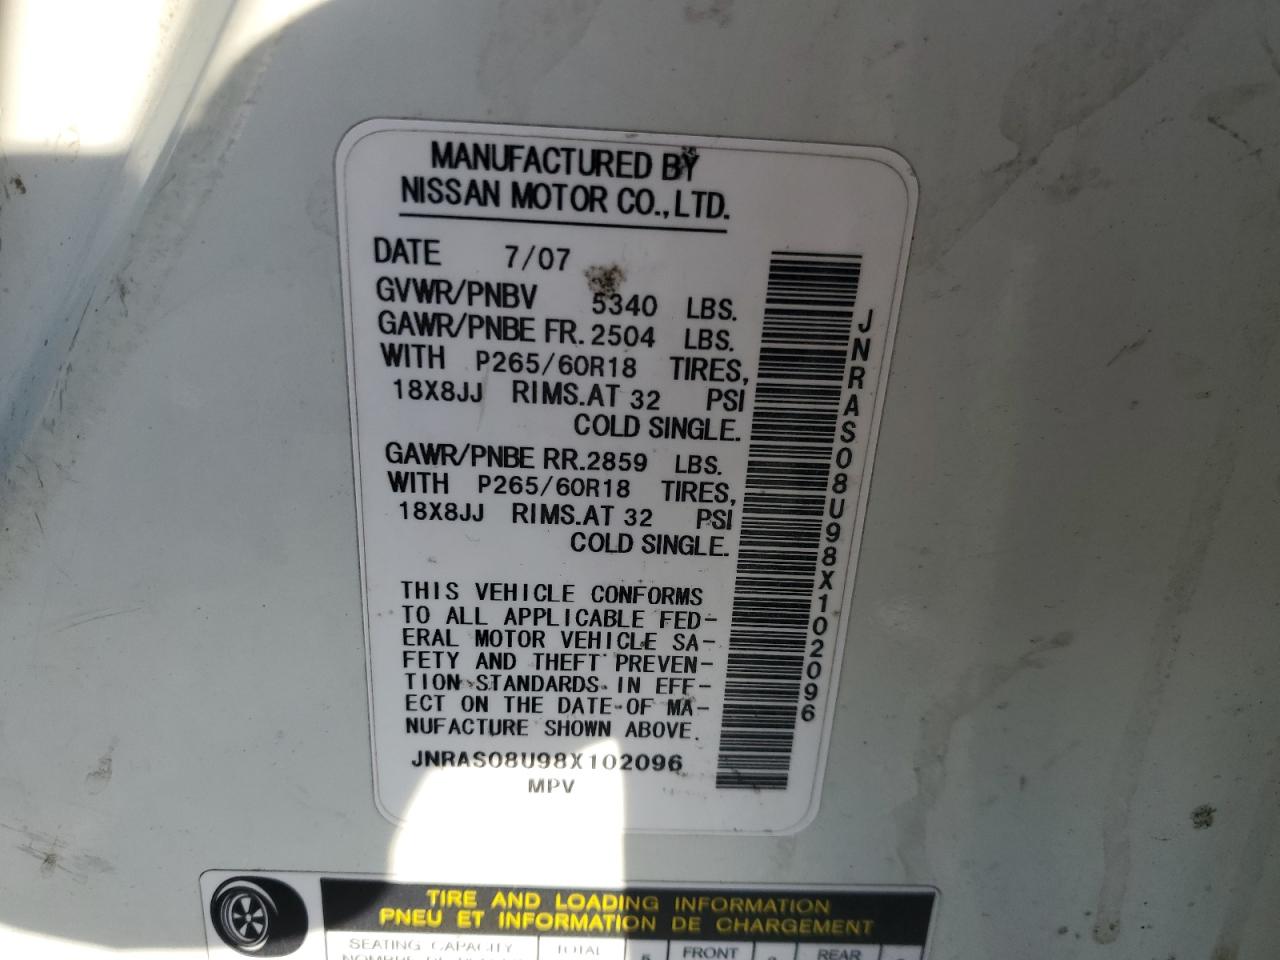 MANUFACTURED BY
NISSAN MOTOR CO., LTD.
DATE 7/07
GVWR/PNBV 5340 LBS.
GAWR/PNBE FR. 2504 LBS.
WITH P265/60R18 TIRES,
18X8JJ RIMS.AT 32 PSI
COLD SINGLE.
GAWR/PNBE RR. 2859 LBS.
WITH P265/60R18 TIRES,
18X8JJ RIMS.AT 32 PSI
COLD SINGLE.
THIS VEHICLE CONFORMS
TO ALL APPLICABLE FED-
ERAL MOTOR VEHICLE SA-
FETY AND THEFT PREVEN-
TION STANDARDS IN EFF-
ECT ON THE DATE OF MA-
NUFACTURE SHOWN ABOVE.
JNRAS08U98X102096
MPV
JNRAS08U98X102096
TIRE AND LOADING INFORMATION
PNEU ET INFORMATION DE CHARGEMENT
SEATING CAPACITY TOTAL 5 FRONT REAR